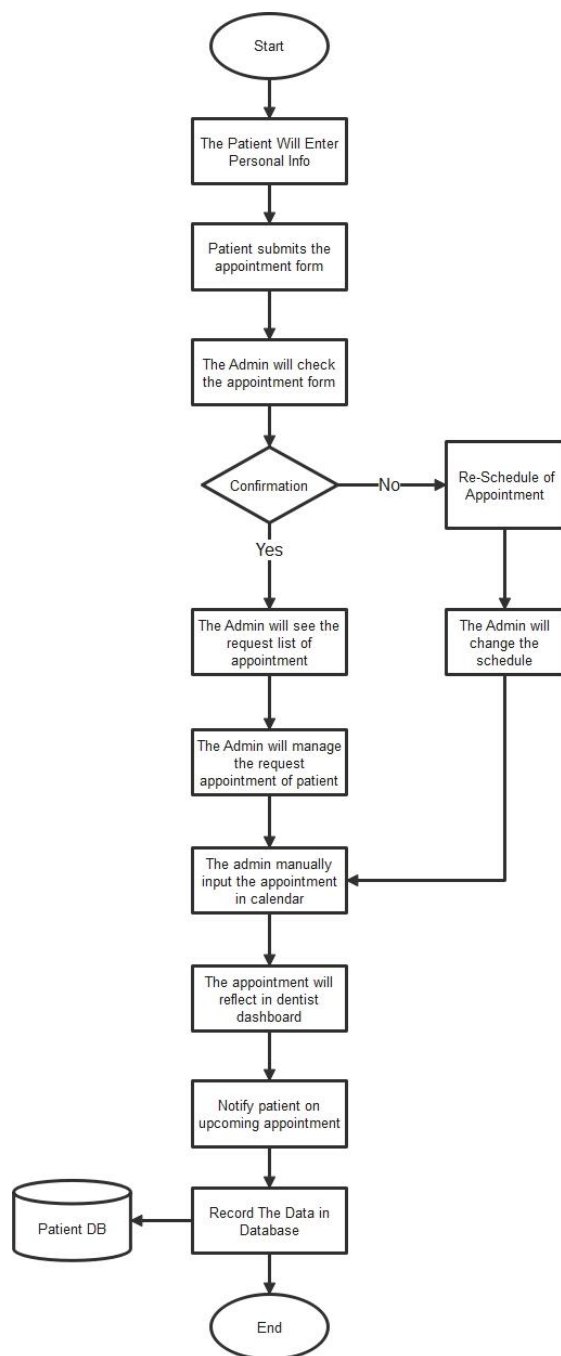 Start
The Patient Will Enter
Personal Info
Patient submits the
appointment form
The Admin will check
the appointment form
Confirmation
No
Re-Schedule of
Appointment
Yes
The Admin will see the
request list of
appointment
The Admin will
change the
schedule
The Admin will manage
the request
appointment of patient
The admin manually
input the appointment
in calendar
The appointment will
reflect in dentist
dashboard
Notify patient on
upcoming appointment
Record The Data in
Database
Patient DB
End